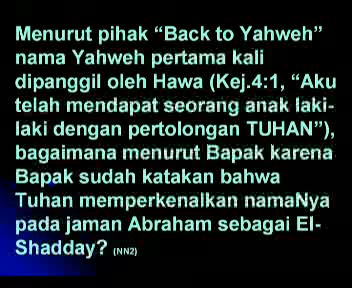 Menurut pihak “Back to Yahweh”
nama Yahweh pertama kali
dipanggil oleh Hawa (Kej.4:1, “Aku
telah mendapat seorang anak laki-
laki dengan pertolongan TUHAN”),
bagaimana menurut Bapak karena
Bapak sudah katakan bahwa
Tuhan memperkenalkan namaNya
pada jaman Abraham sebagai El-
Shadday? (NN2)